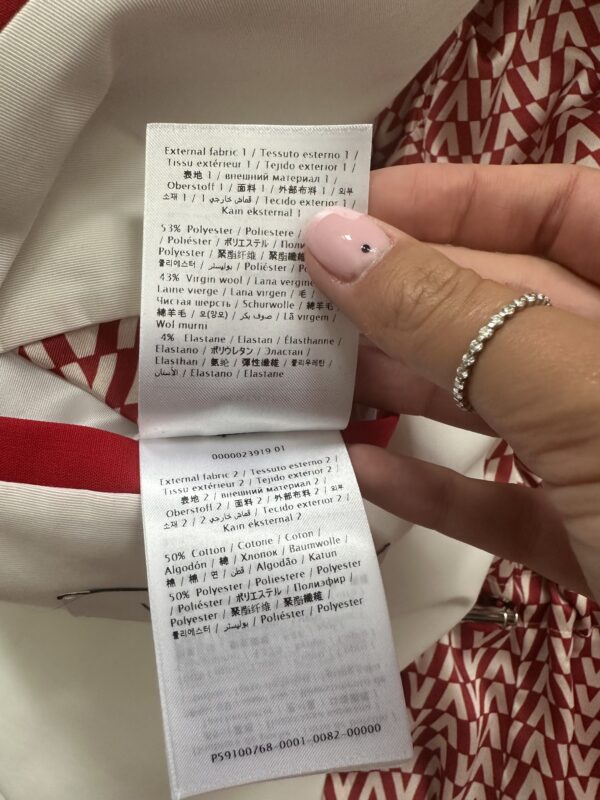 External fabric 1 / Tessuto esterno 1 /
Tissu extérieur 1 / Tejido exterior 1 /
表地 1 / внешний материал 1 /
Oberstoff 1 / 面料 1 / 外部布料 1 / 외부
소재 1 / 1 قماش خارجي / Tecido exterior 1 /
Kain eksternal 1
53% Polyester / Poliestere
/ Poliéster / ポリエステル /
Polyester / 聚酯纤维 / 聚酯纖維
폴리에스터 / بوليستر / Poliéster /
43% Virgin wool / Lana vergine
Laine vierge / Lana virgen / 毛 /
Чистая шерсть / Schurwolle / 绵羊毛
綿羊毛 / 모(양모) / صوف بكر / Lã virgem /
Wol murni
4% Elastane / Elastan / Élasthanne /
Elastano / ポリウレタン / Эластан /
Elasthan / 氨纶 / 彈性纖維 / 폴리우레탄 /
الأستان / Elastano / Elastane
0000023919 01
External fabric 2 / Tessuto esterno 2 /
Tissu extérieur 2 / Tejido exterior 2 /
表地 2 / внешний материал 2 /
Oberstoff 2 / 面料 2 / 外部布料 2 / 외부
소재 2 / 2 قماش خارجي / Tecido exterior 2 /
Kain eksternal 2
50% Cotton / Cotone / Coton /
Algodón / 綿 / Хлопок / Baumwolle /
棉 / 棉 / 면 / قطن / Algodão / Katun
50% Polyester / Poliestere / Polyester
/ Poliéster / ポリエステル / Полиэфир /
Polyester / 聚酯纤维 / 聚酯纖維 /
폴리에스터 / بوليستر / Poliéster / Polyester
P59100768-0001-0082-00000